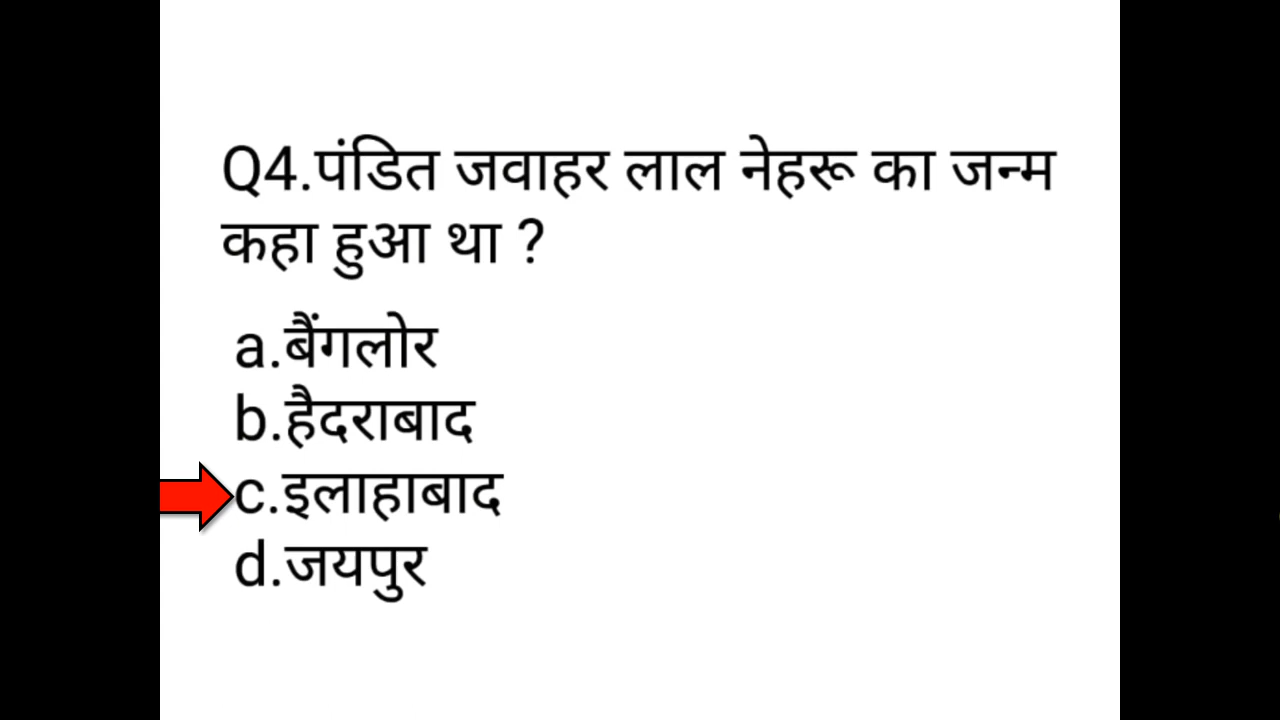 Q4.पंडित जवाहर लाल नेहरू का जन्म
कहा हुआ था ?
a.बैंगलोर
b.हैदराबाद
c.इलाहाबाद
d.जयपुर